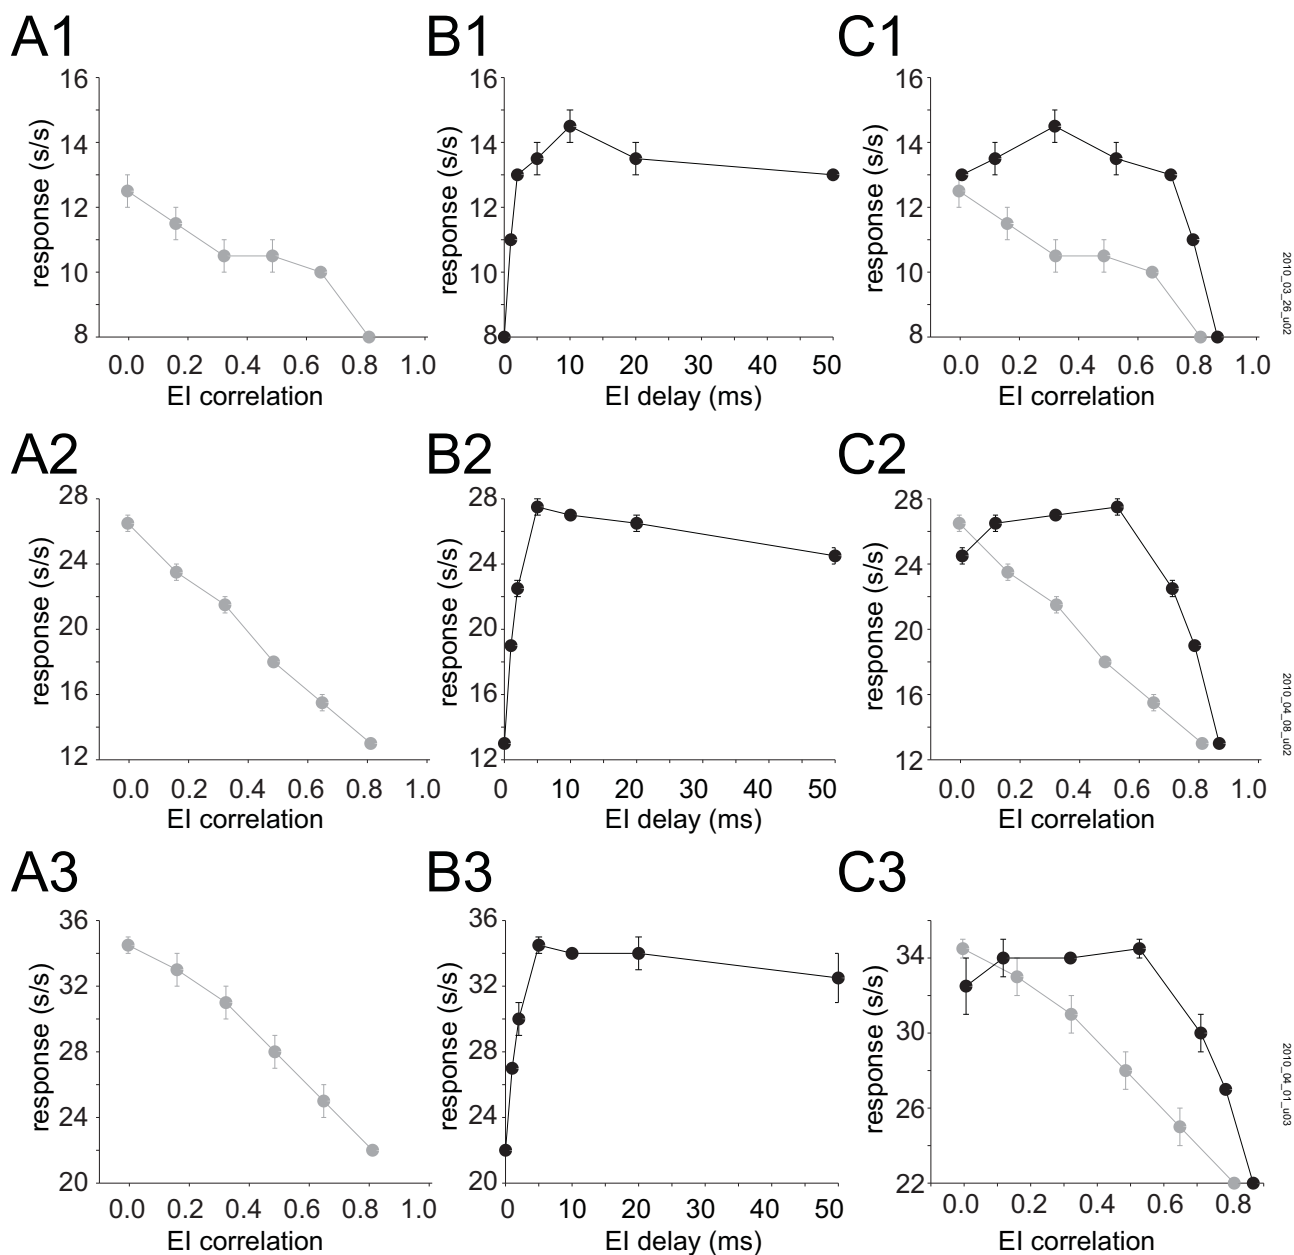 A1
B1
C1
16
14
12
10
8
response (s/s)
0.0 0.2 0.4 0.6 0.8 1.0
EI correlation
16
14
12
10
8
response (s/s)
0 10 20 30 40 50
EI delay (ms)
16
14
12
10
8
response (s/s)
0.0 0.2 0.4 0.6 0.8 1.0
EI correlation
2010_03_26_u02
A2
B2
C2
28
24
20
16
12
response (s/s)
0.0 0.2 0.4 0.6 0.8 1.0
EI correlation
28
24
20
16
12
response (s/s)
0 10 20 30 40 50
EI delay (ms)
28
24
20
16
12
response (s/s)
0.0 0.2 0.4 0.6 0.8 1.0
EI correlation
2010_04_08_u02
A3
B3
C3
36
32
28
24
20
response (s/s)
0.0 0.2 0.4 0.6 0.8 1.0
EI correlation
36
32
28
24
20
response (s/s)
0 10 20 30 40 50
EI delay (ms)
34
30
26
22
response (s/s)
0.0 0.2 0.4 0.6 0.8
EI correlation
2010_04_01_u03